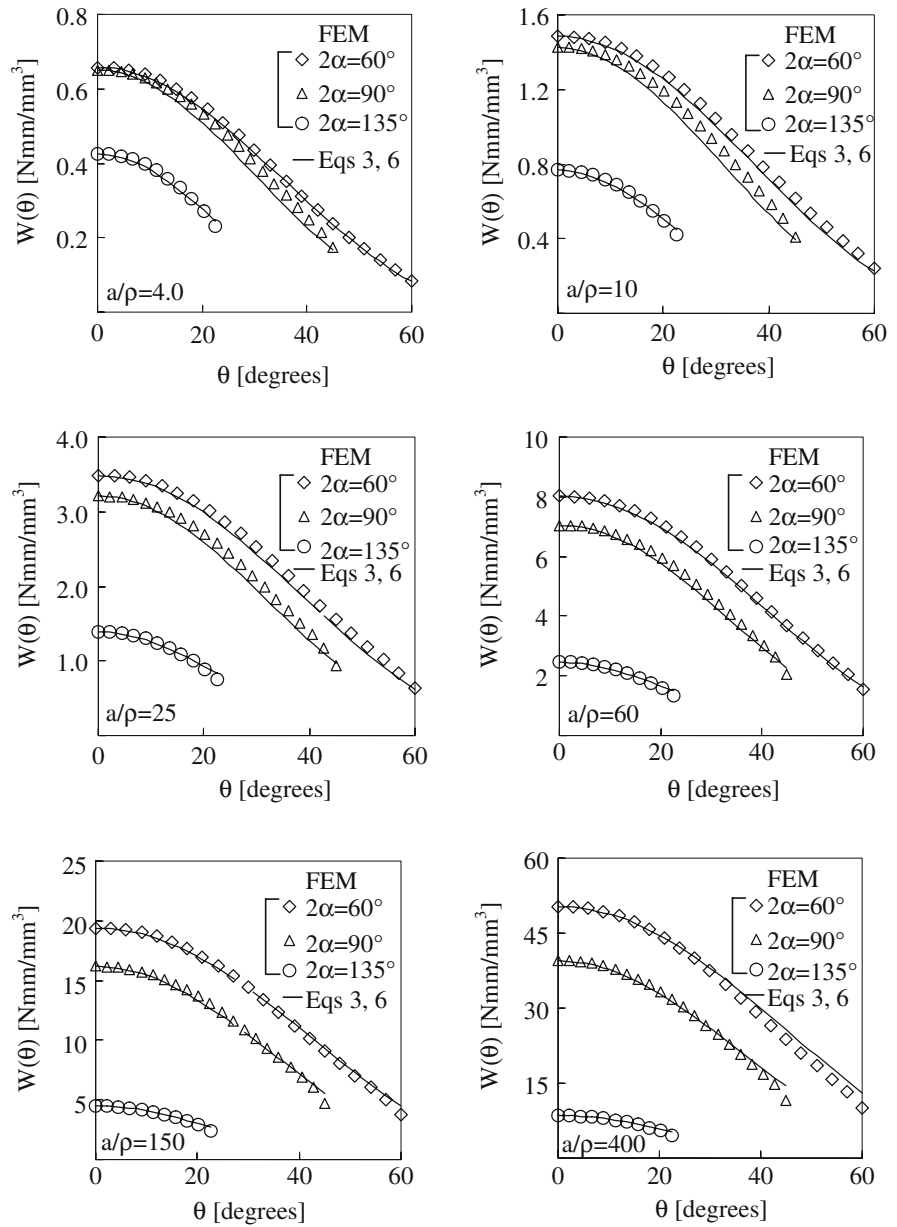 0.8
0.6
0.4
0.2
W(θ) [Nmm/mm³]
FEM
2α=60°
2α=90°
2α=135°
Eqs 3, 6
a/ρ=4.0
0 20 40 60
θ [degrees]
1.6
1.2
0.8
0.4
W(θ) [Nmm/mm³]
FEM
2α=60°
2α=90°
2α=135°
Eqs 3, 6
a/ρ=10
0 20 40 60
θ [degrees]
4.0
3.0
2.0
1.0
W(θ) [Nmm/mm³]
FEM
2α=60°
2α=90°
2α=135°
Eqs 3, 6
a/ρ=25
0 20 40 60
θ [degrees]
10
8
6
4
2
W(θ) [Nmm/mm³]
FEM
2α=60°
2α=90°
2α=135°
Eqs 3, 6
a/ρ=60
0 20 40 60
θ [degrees]
25
20
15
10
5
W(θ) [Nmm/mm³]
FEM
2α=60°
2α=90°
2α=135°
Eqs 3, 6
a/ρ=150
0 20 40 60
θ [degrees]
60
45
30
15
W(θ) [Nmm/mm³]
FEM
2α=60°
2α=90°
2α=135°
Eqs 3, 6
a/ρ=400
0 20 40 60
θ [degrees]